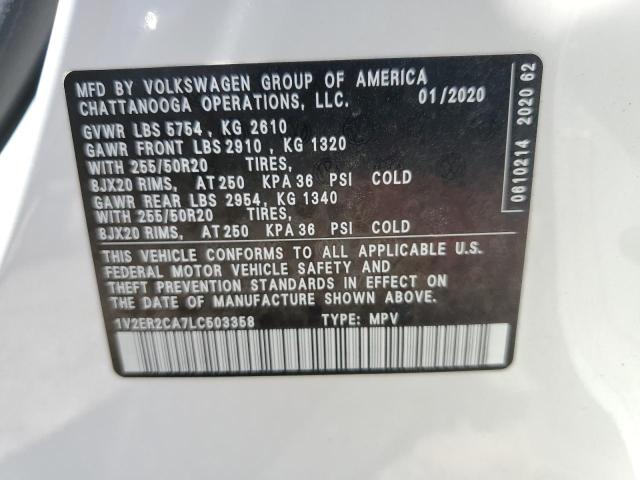 MFD BY VOLKSWAGEN GROUP OF AMERICA
CHATTANOOGA OPERATIONS, LLC. 01/2020
GVWR LBS 5754 , KG 2610
GAWR FRONT LBS 2910 , KG 1320
WITH 255/50R20 TIRES,
8JX20 RIMS, AT 250 KPA 36 PSI COLD
GAWR REAR LBS 2954, KG 1340
WITH 255/50R20 TIRES,
8JX20 RIMS, AT 250 KPA 36 PSI COLD
THIS VEHICLE CONFORMS TO ALL APPLICABLE U.S.
FEDERAL MOTOR VEHICLE SAFETY AND
THEFT PREVENTION STANDARDS IN EFFECT ON
THE DATE OF MANUFACTURE SHOWN ABOVE.
1V2ER2CA7LC603358 TYPE: MPV
0610214 2020 62